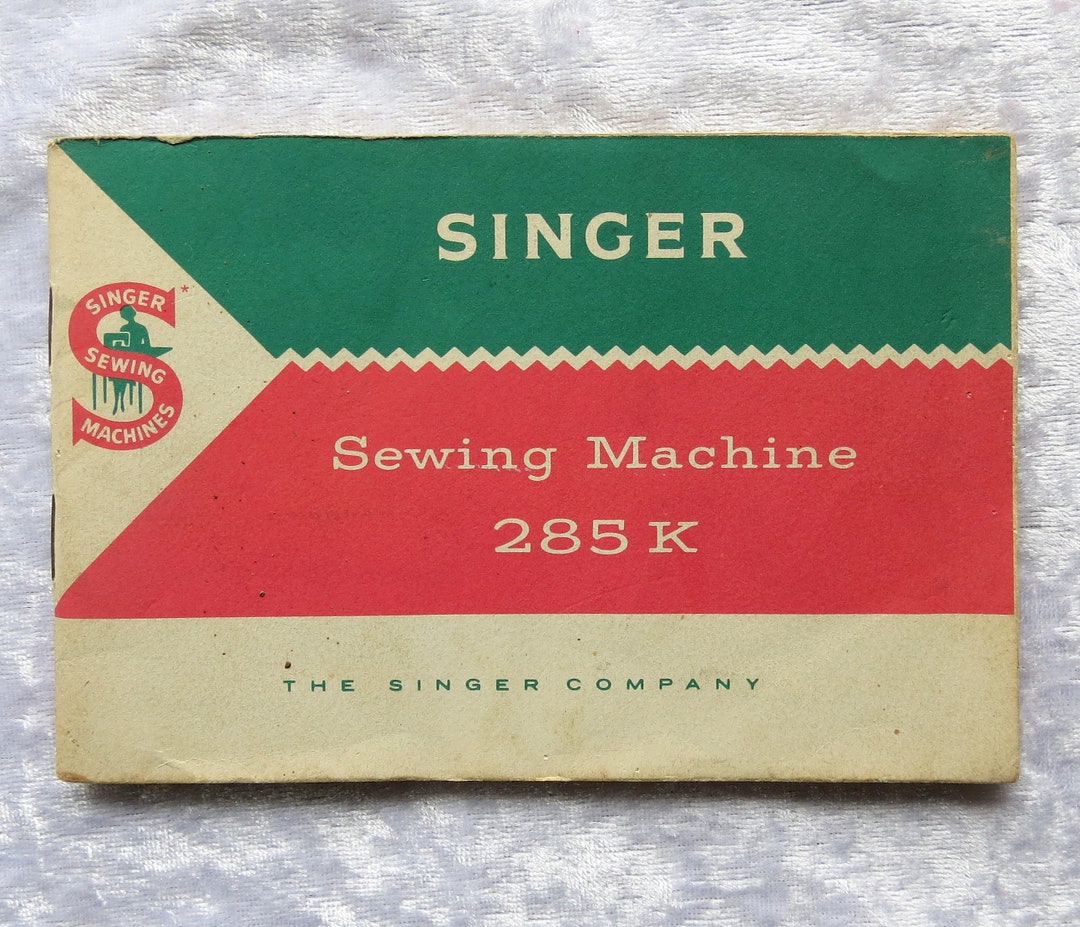 SINGER
SINGER *
SEWING
MACHINES
Sewing Machine
285 K
THE SINGER COMPANY